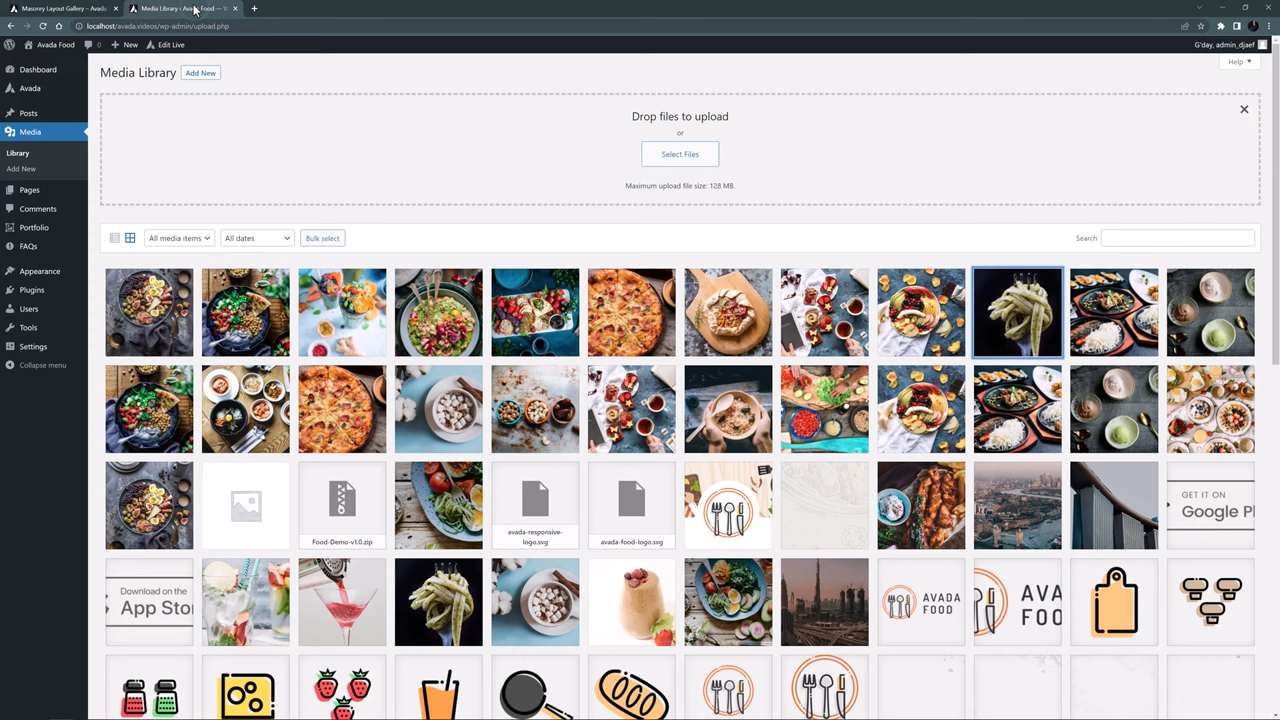 Masonry Layout Gallery – Avada
Media Library ‹ Avada Food — W
localhost/avada.videos/wp-admin/upload.php
Avada Food
0
New
Edit Live
G'day, admin_djaef
Dashboard
Avada
Posts
Media
Library
Add New
Pages
Comments
Portfolio
FAQs
Appearance
Plugins
Users
Tools
Settings
Collapse menu
Media Library
Add New
Help
Drop files to upload
or
Select Files
Maximum upload file size: 128 MB.
All media items
All dates
Bulk select
Search
Food-Demo-v1.0.zip
avada-responsive-
logo.svg
avada-food-logo.svg
GET IT ON
Google Pl
Download on the
App Stor
AVADA
FOOD
AVA
FOO